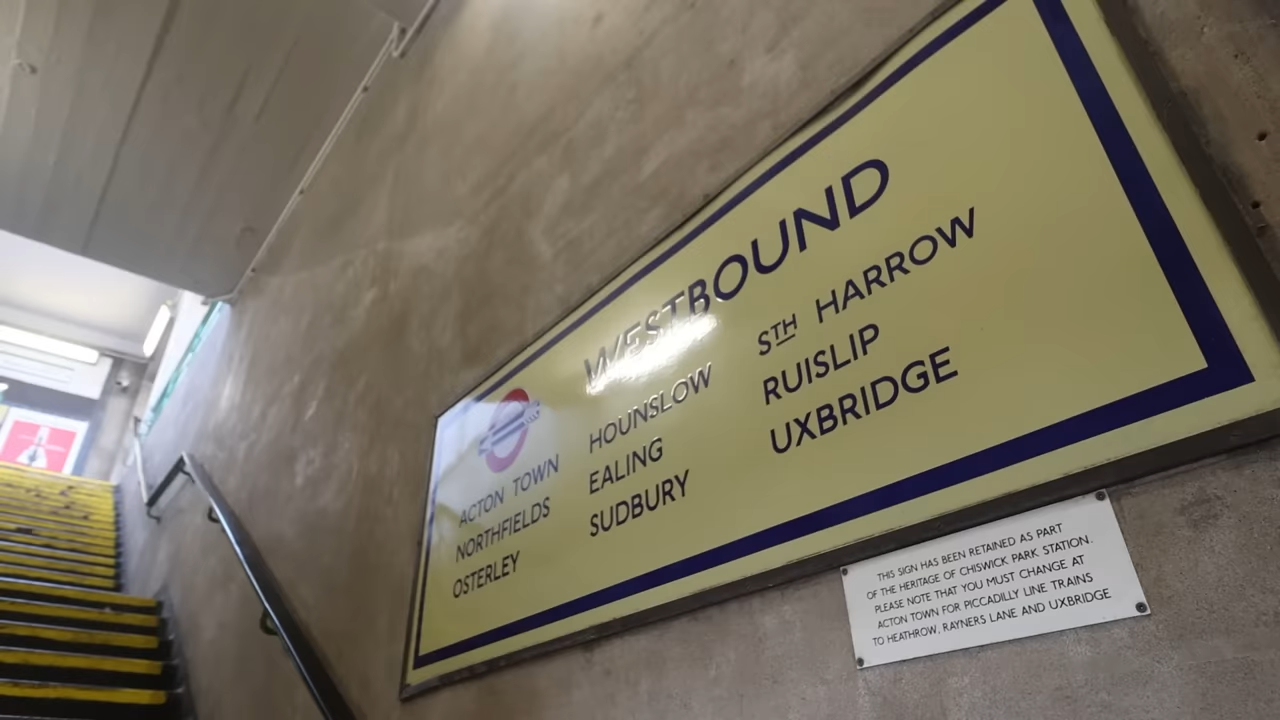 WESTBOUND
ACTON TOWN
NORTHFIELDS
OSTERLEY
HOUNSLOW
EALING
SUDBURY
STH HARROW
RUISLIP
UXBRIDGE
THIS SIGN HAS BEEN RETAINED AS PART
OF THE HERITAGE OF CHISWICK PARK STATION.
PLEASE NOTE THAT YOU MUST CHANGE AT
ACTON TOWN FOR PICCADILLY LINE TRAINS
TO HEATHROW, RAYNERS LANE AND UXBRIDGE